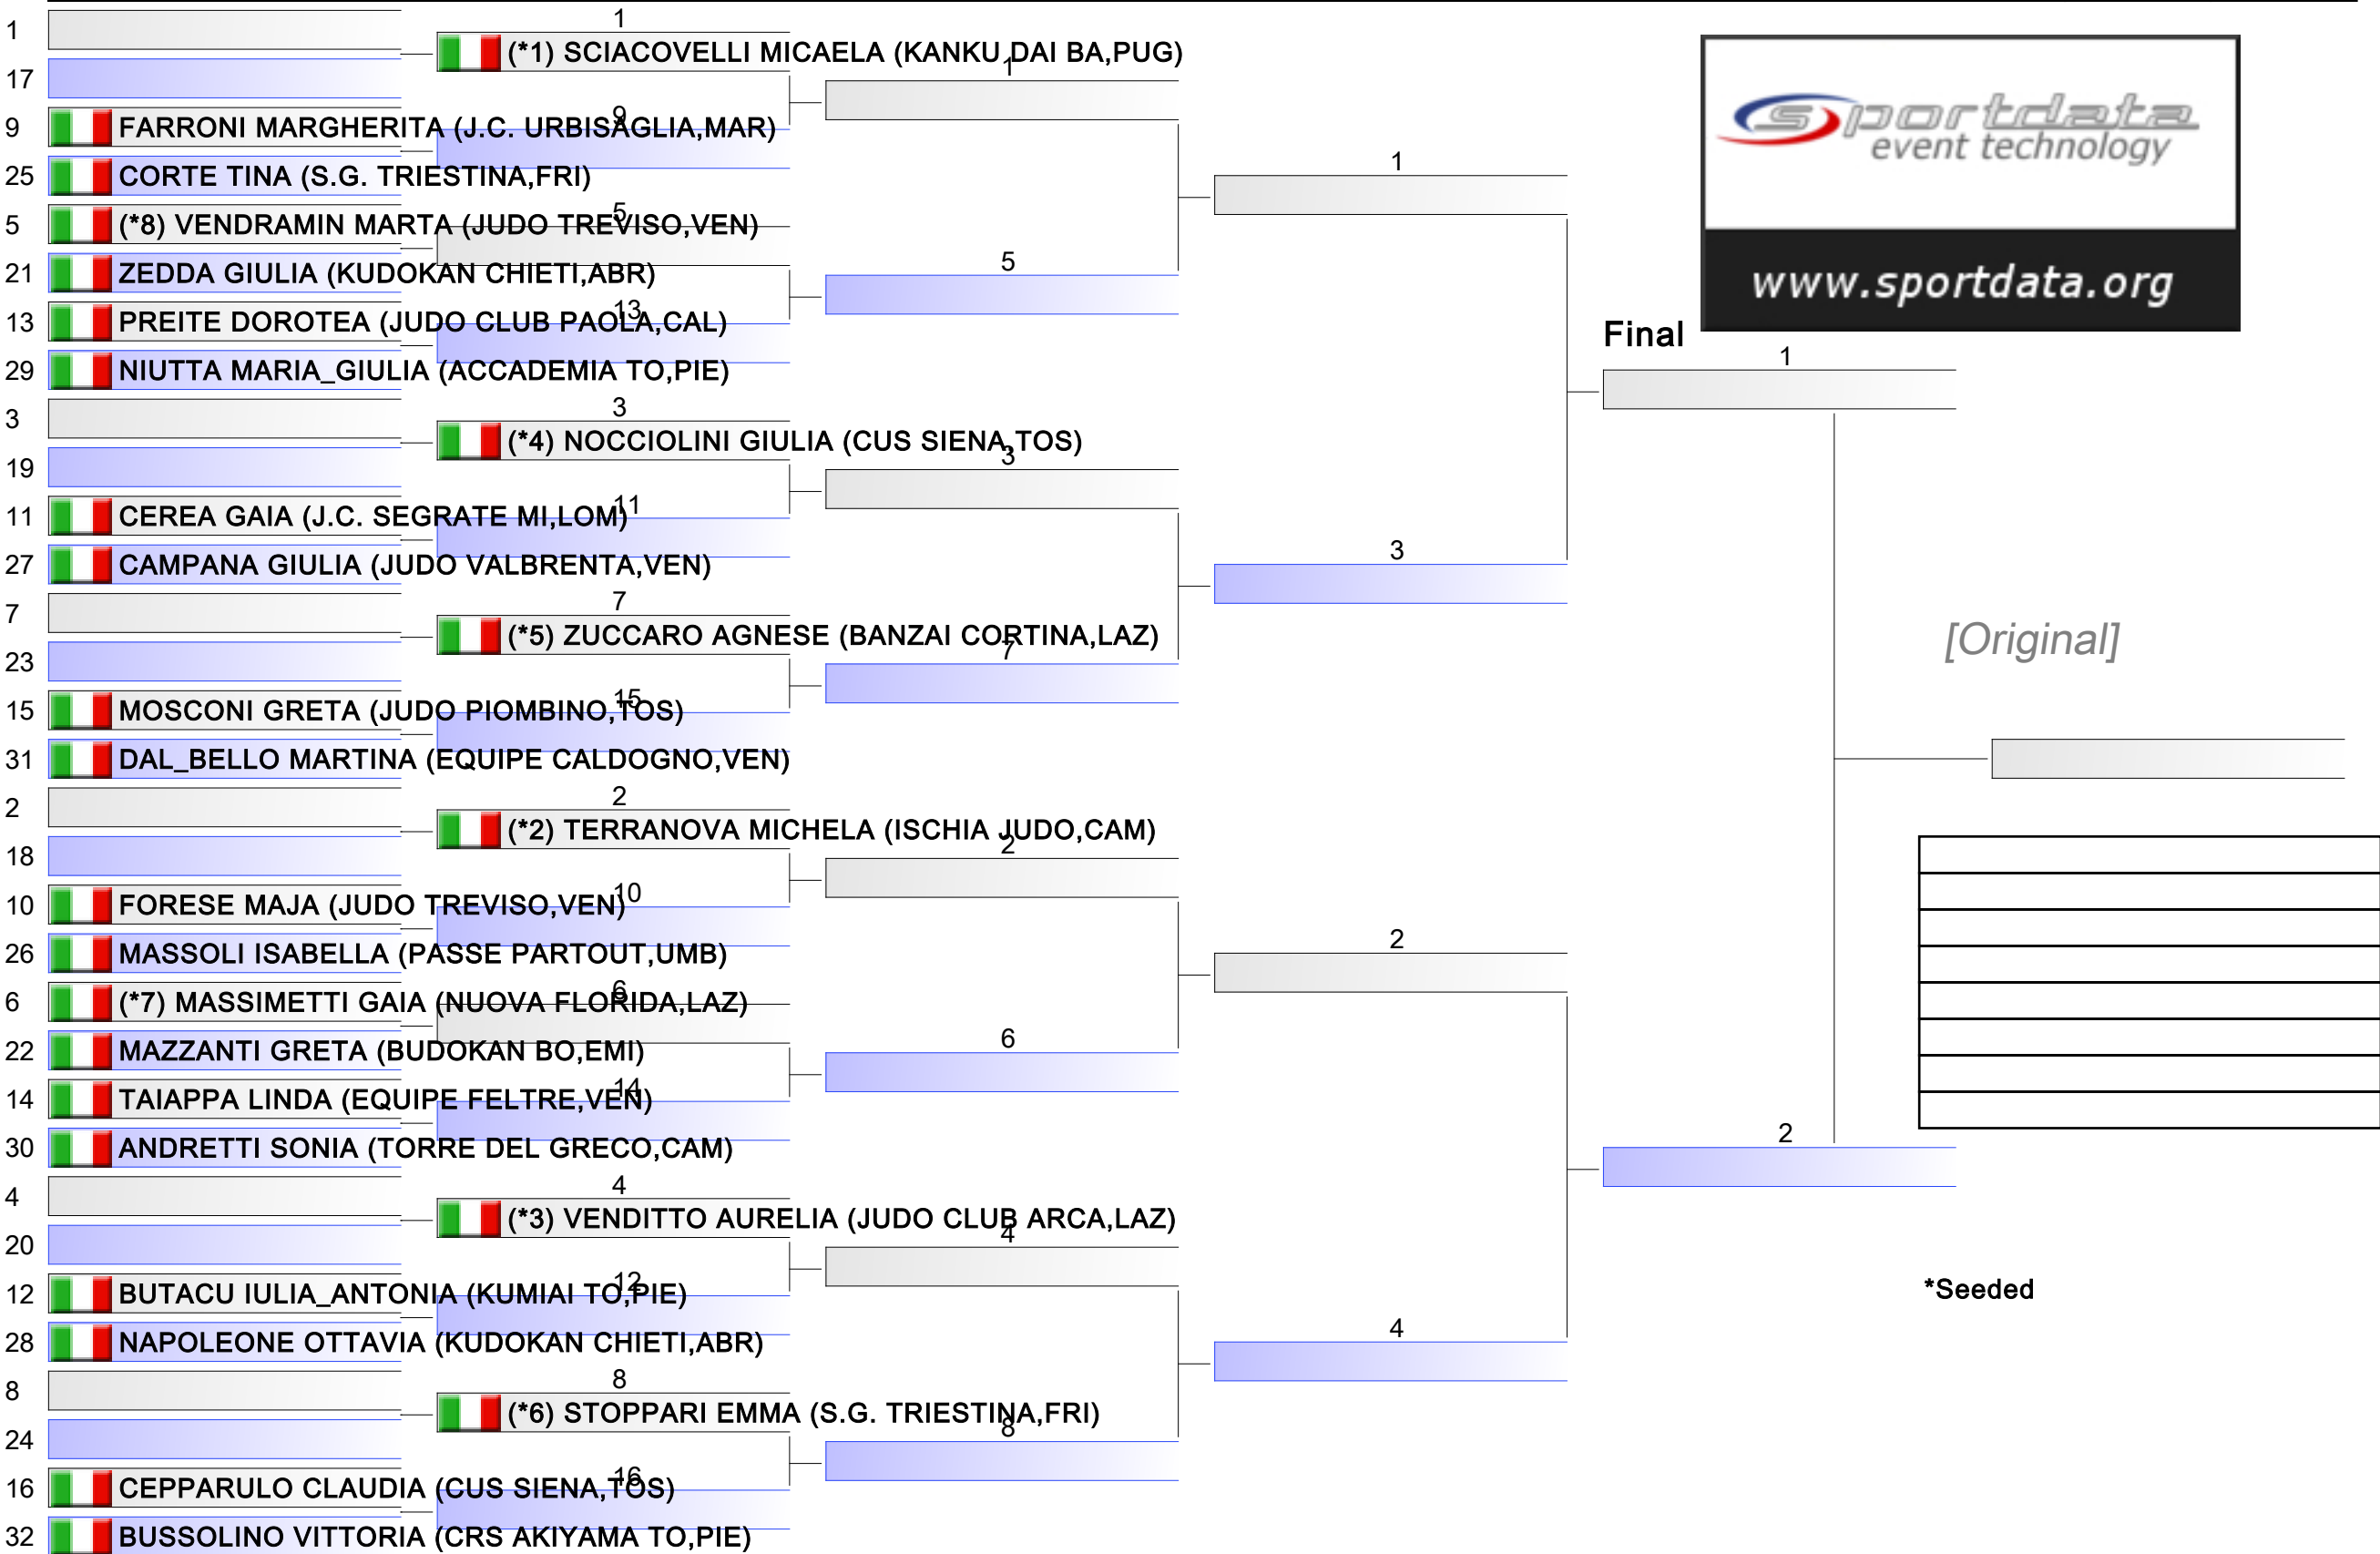 1
1
(*1) SCIACOVELLI MICAELA (KANKU DAI BA,PUG)
17
1
9
9
FARRONI MARGHERITA (J.C. URBISAGLIA,MAR)
25
CORTE TINA (S.G. TRIESTINA,FRI)
1
5
5
(*8) VENDRAMIN MARTA (JUDO TREVISO,VEN)
21
ZEDDA GIULIA (KUDOKAN CHIETI,ABR)
5
13
13
PREITE DOROTEA (JUDO CLUB PAOLA,CAL)
29
NIUTTA MARIA_GIULIA (ACCADEMIA TO,PIE)
sportdata
event technology
www.sportdata.org
Final
1
3
3
(*4) NOCCIOLINI GIULIA (CUS SIENA,TOS)
19
3
11
11
CEREA GAIA (J.C. SEGRATE MI,LOM)
27
CAMPANA GIULIA (JUDO VALBRENTA,VEN)
3
7
7
(*5) ZUCCARO AGNESE (BANZAI CORTINA,LAZ)
[Original]
23
7
15
15
MOSCONI GRETA (JUDO PIOMBINO,TOS)
31
DAL_BELLO MARTINA (EQUIPE CALDOGNO,VEN)
2
2
(*2) TERRANOVA MICHELA (ISCHIA JUDO,CAM)
18
2
10
10
FORESE MAJA (JUDO TREVISO,VEN)
26
MASSOLI ISABELLA (PASSE PARTOUT,UMB)
2
6
6
(*7) MASSIMETTI GAIA (NUOVA FLORIDA,LAZ)
22
MAZZANTI GRETA (BUDOKAN BO,EMI)
6
14
14
TAIAPPA LINDA (EQUIPE FELTRE,VEN)
30
ANDRETTI SONIA (TORRE DEL GRECO,CAM)
2
4
4
(*3) VENDITTO AURELIA (JUDO CLUB ARCA,LAZ)
20
4
12
12
BUTACU IULIA_ANTONIA (KUMIAI TO,PIE)
*Seeded
28
NAPOLEONE OTTAVIA (KUDOKAN CHIETI,ABR)
4
8
8
(*6) STOPPARI EMMA (S.G. TRIESTINA,FRI)
24
8
16
16
CEPPARULO CLAUDIA (CUS SIENA,TOS)
32
BUSSOLINO VITTORIA (CRS AKIYAMA TO,PIE)